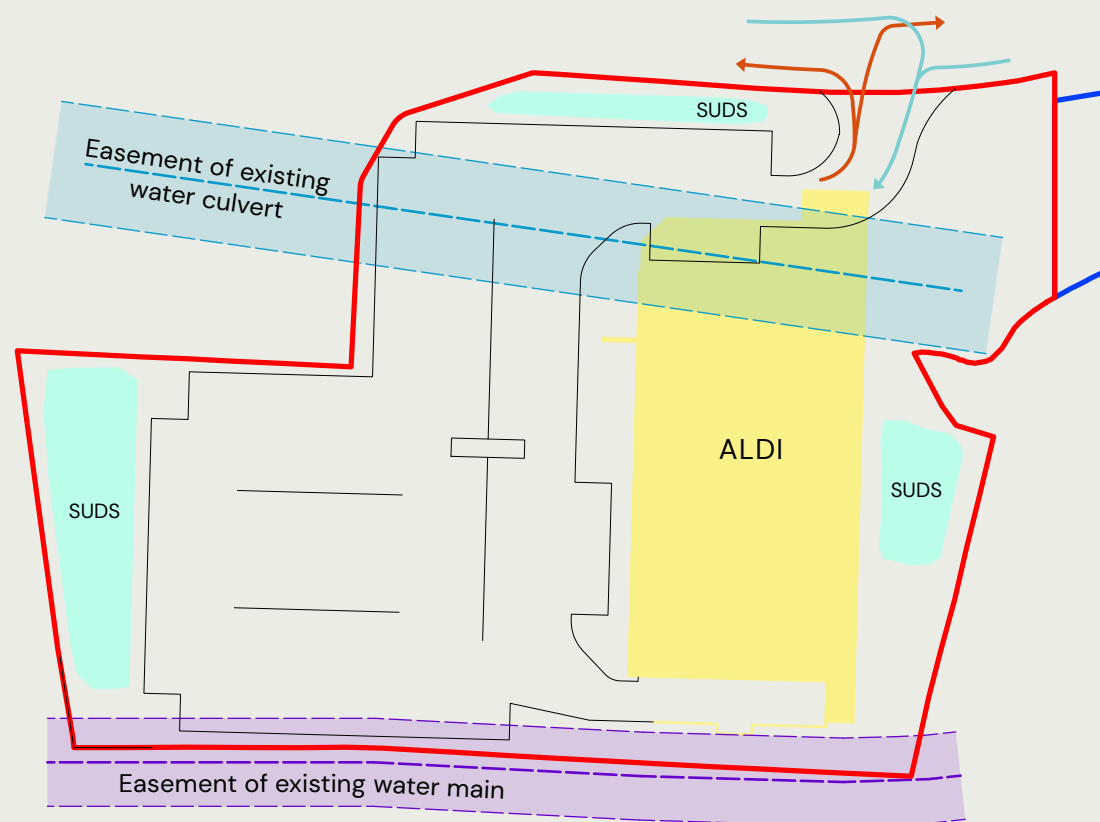 SUDS
Easement of existing
water culvert
ALDI
SUDS
SUDS
Easement of existing water main